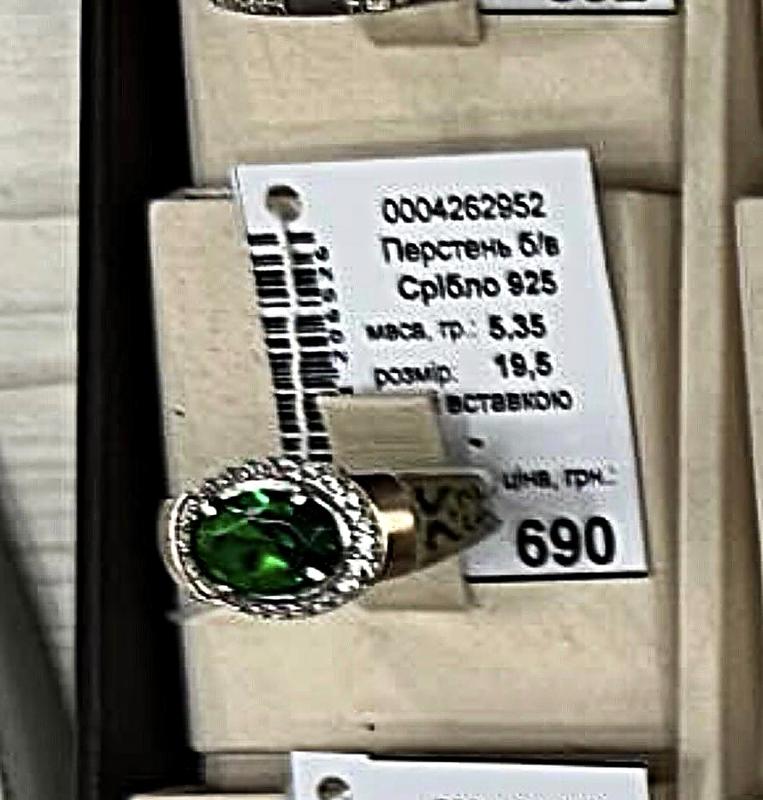 0004262952
Перстень б/в
Срібло 925
маса, гр.: 5,35
розмір: 19,5
вставкою
ціна, грн.:
690